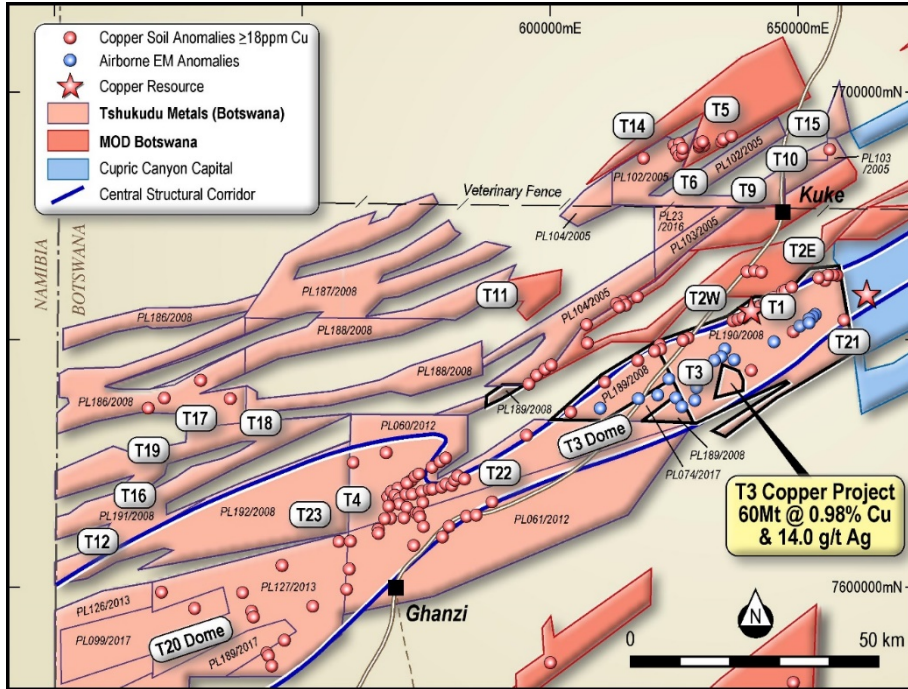 600000mE
650000mE
Copper Soil Anomalies ≥18ppm Cu
Airborne EM Anomalies
Copper Resource
Tshukudu Metals (Botswana)
MOD Botswana
Cupric Canyon Capital
Central Structural Corridor
7700000mN
T5
T14
T15
PL102/2005
T10
PL102/2005
PL103
/2005
T6
T9
Veterinary Fence
Kuke
PL23
/2016
PL104/2005
PL103/2005
NAMIBIA
BOTSWANA
T2E
PL187/2008
T11
T2W
PL104/2005
T1
PL186/2008
PL190/2008
PL188/2008
T21
PL188/2008
T3
PL189/2008
PL186/2008
PL189/2008
T17
T18
PL060/2012
T3 Dome
PL189/2008
T19
PL074/2017
T22
T16
T4
T3 Copper Project
60Mt @ 0.98% Cu
& 14.0 g/t Ag
PL191/2008
PL192/2008
T23
PL061/2012
T12
7600000mN
PL127/2013
Ghanzi
PL126/2013
N
PL099/2017
T20 Dome
PL189/2017
0
50 km